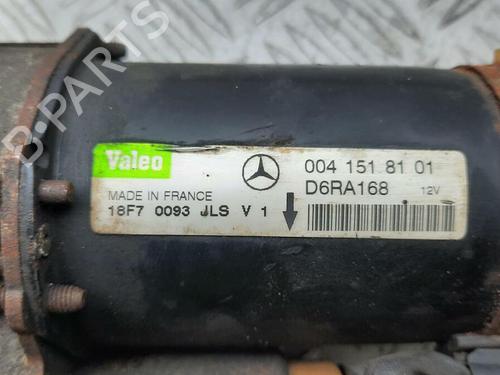 B-PARTS
Valeo
004 151 81 01
D6RA168 12V
MADE IN FRANCE
18F7 0093 JLS V 1